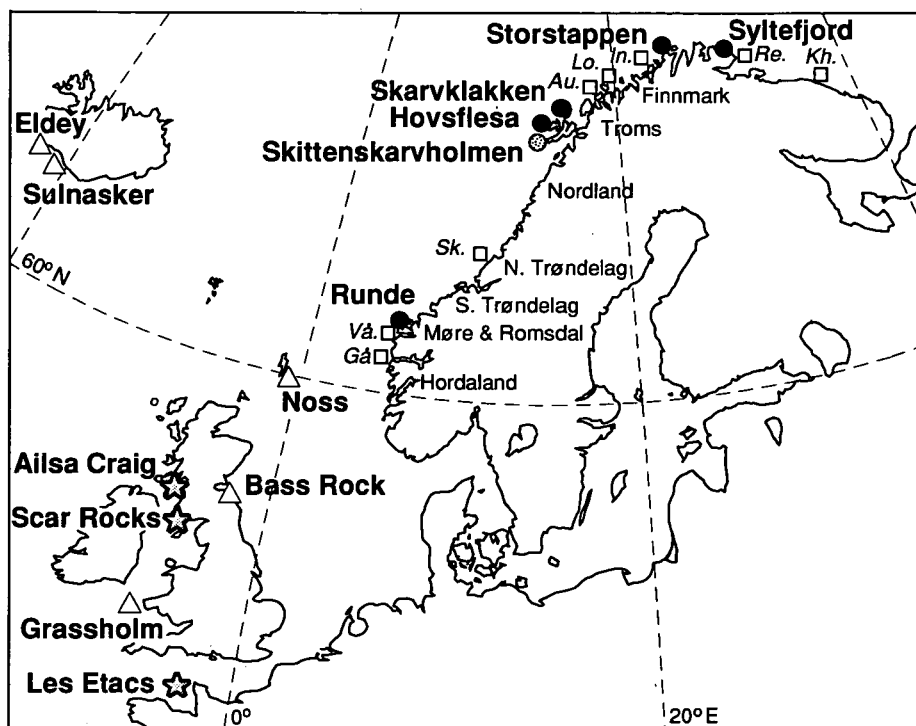 Storstappen
Syltefjord
Lo.
In.
Re.
Kh.
Au.
Skarvklakken
Finnmark
Hovsflesa
Troms
Eldey
Skittenskarvholmen
Sulnasker
Nordland
60°N
Sk.
N. Trøndelag
Runde
S. Trøndelag
Vå.
Møre & Romsdal
Gå
Hordaland
Noss
Ailsa Craig
Bass Rock
Scar Rocks
Grassholm
Les Etacs
0°
20°E